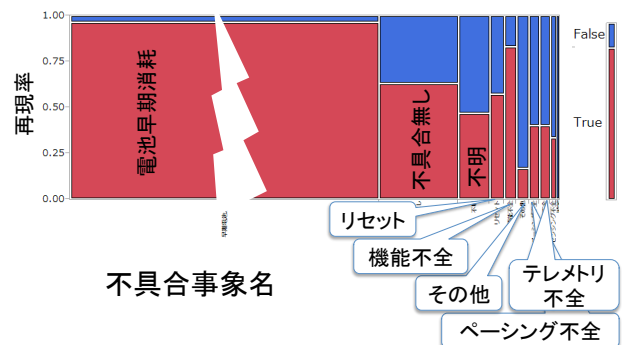 1.00
0.75
0.50
0.25
0.00
再現率
電池早期消耗
不具合無し
不明
False
True
リセット
機能不全
その他
テレメトリ
不全
ペーシング不全
不具合事象名